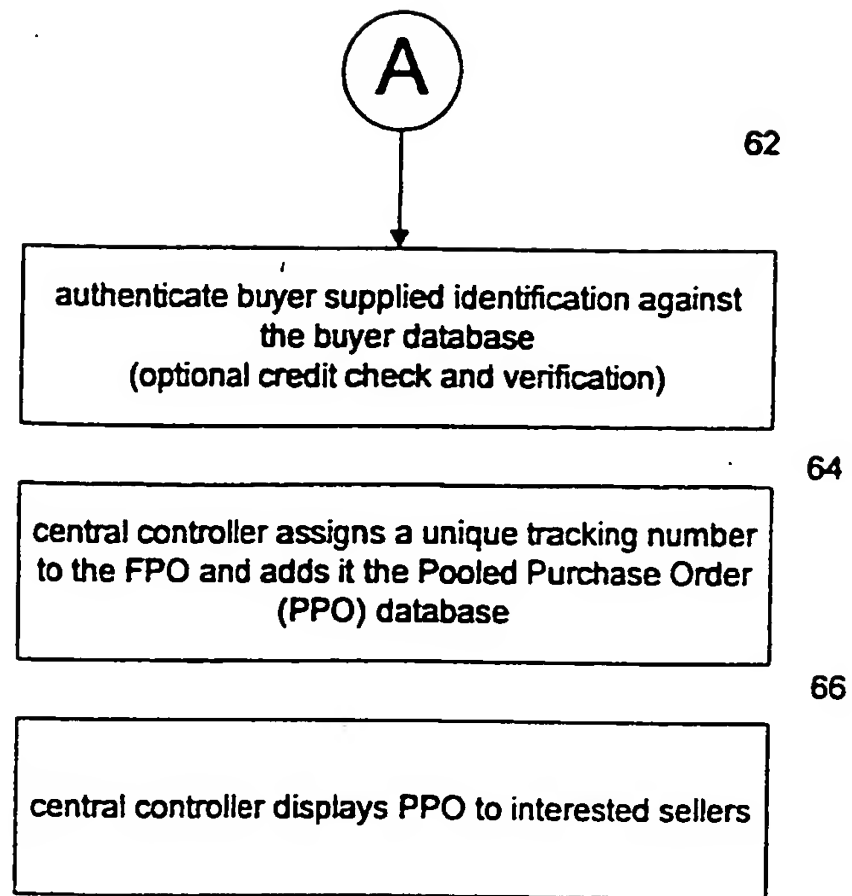 A
62
authenticate buyer supplied identification against
the buyer database
(optional credit check and verification)
64
central controller assigns a unique tracking number
to the FPO and adds it the Pooled Purchase Order
(PPO) database
66
central controller displays PPO to interested sellers